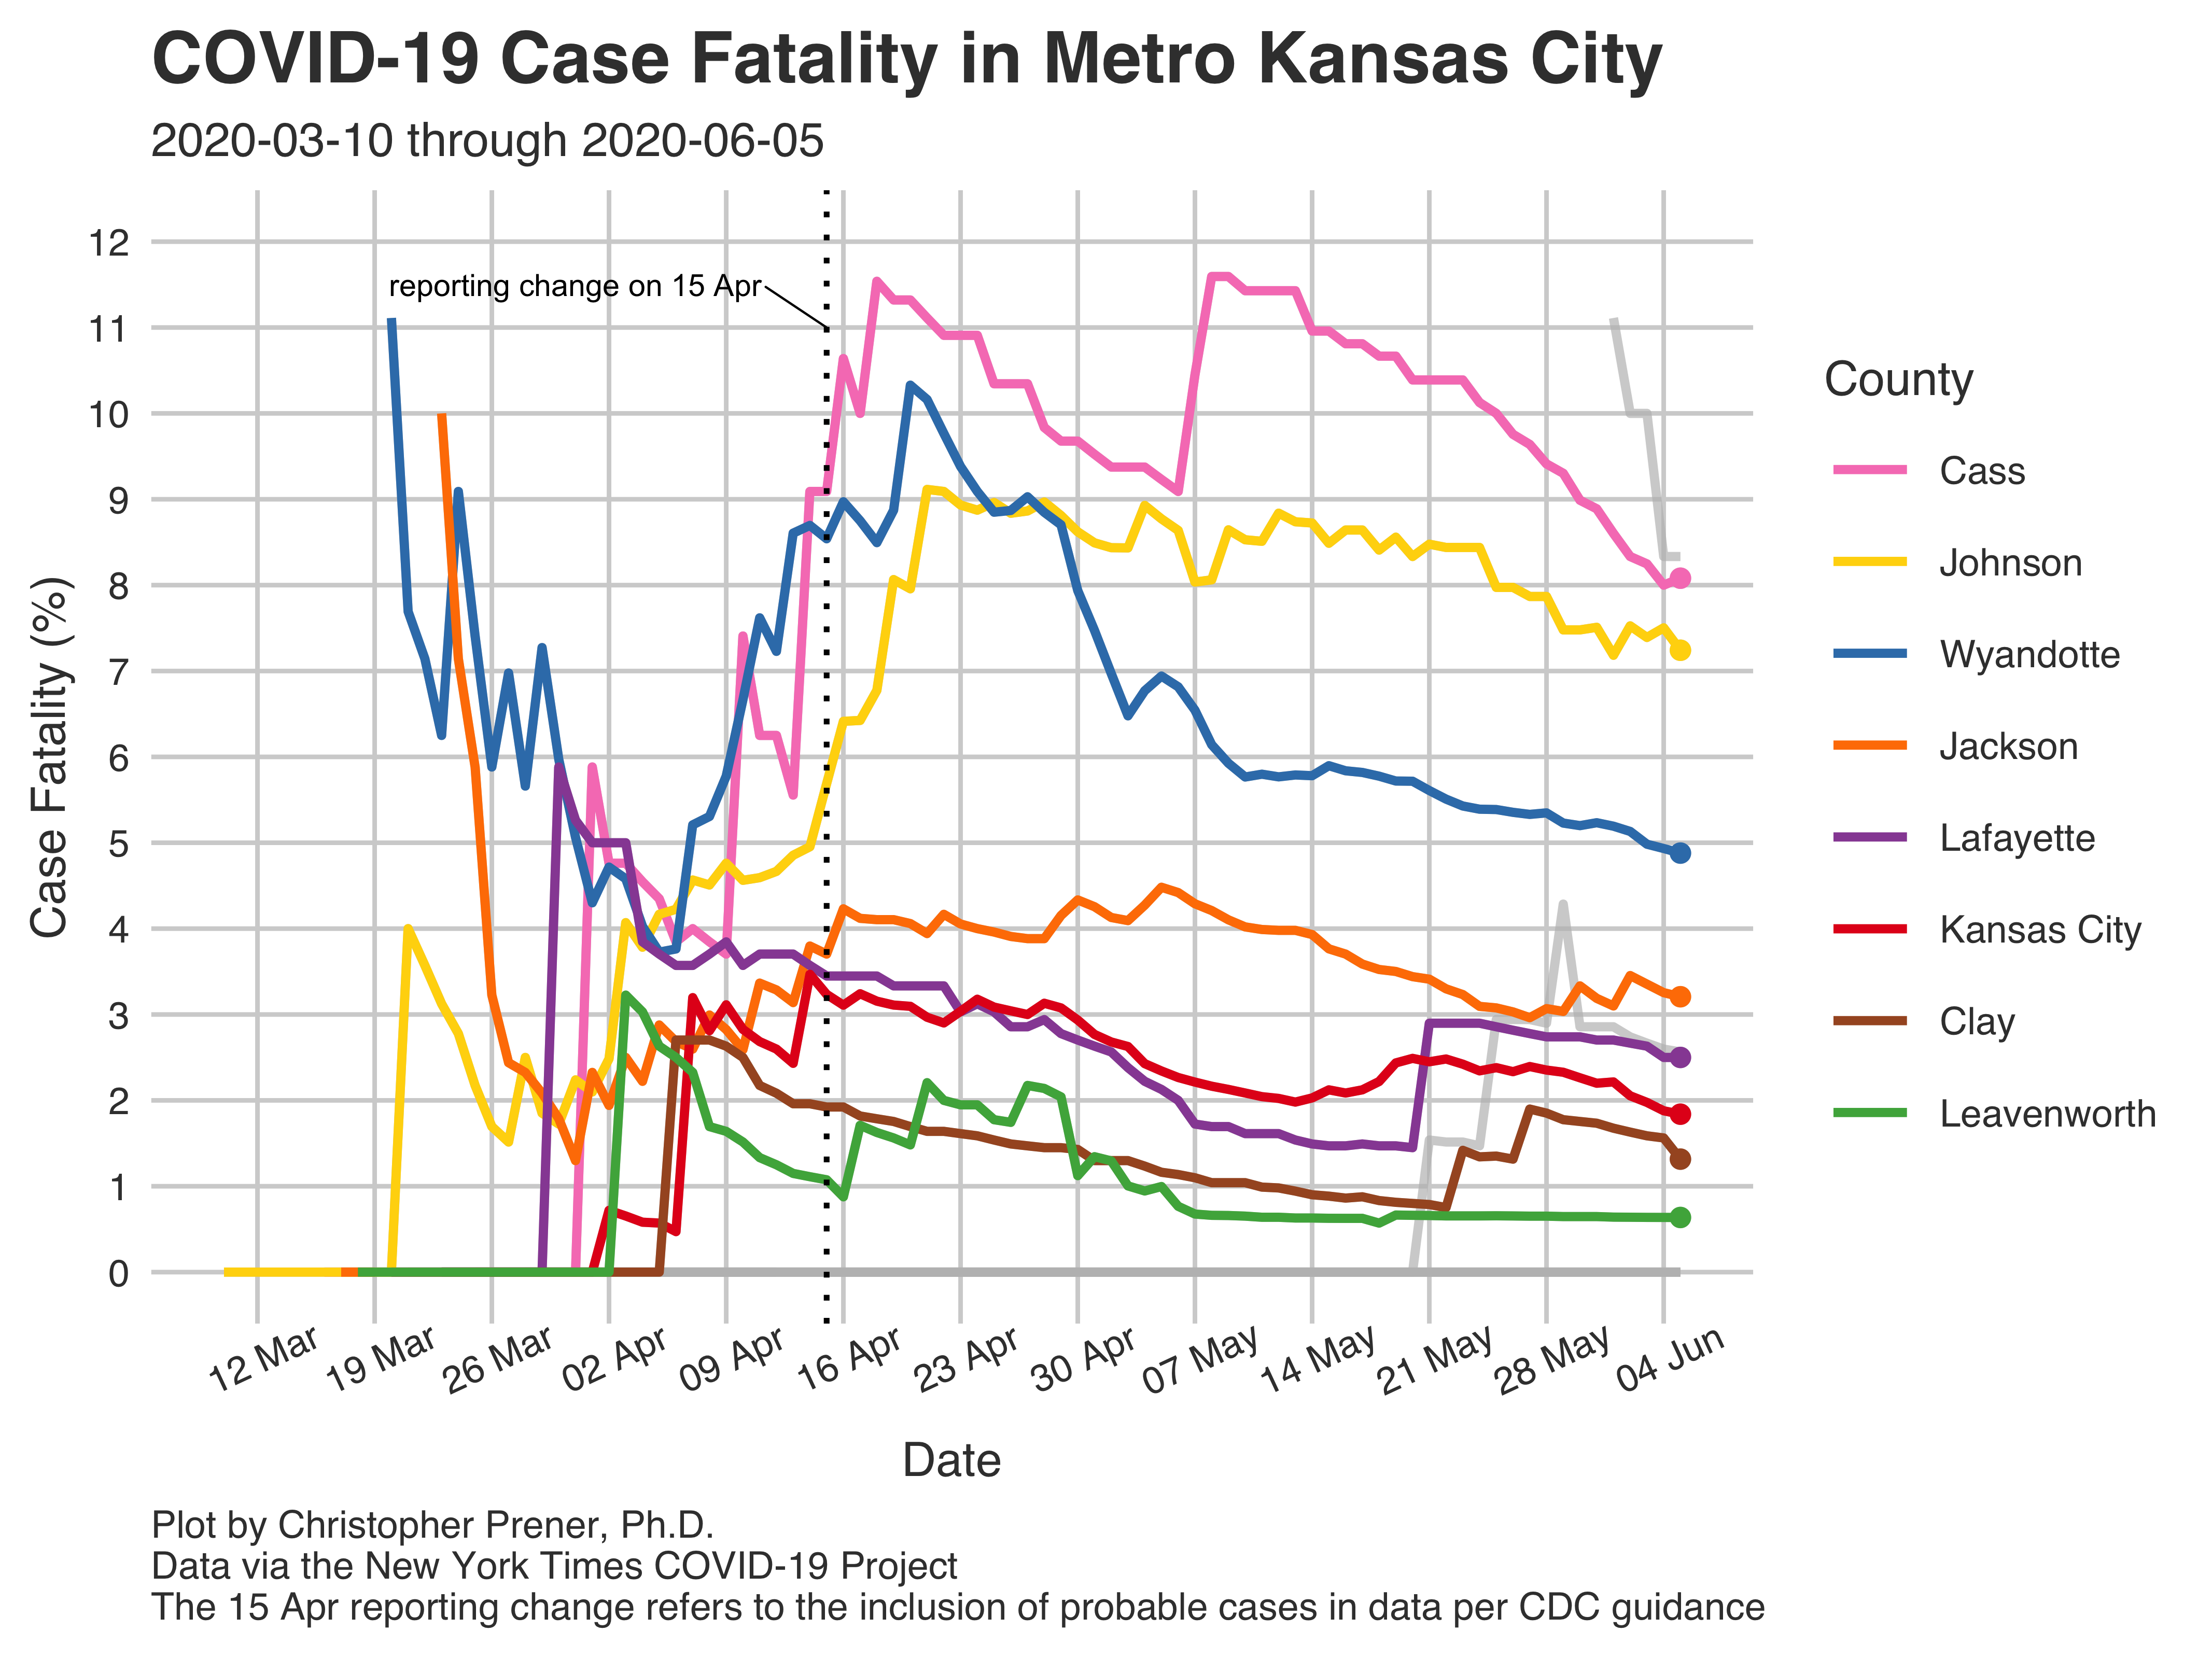 COVID-19 Case Fatality in Metro Kansas City
2020-03-10 through 2020-06-05
12
reporting change on 15 Apr
11
10
9
8
7
6
5
4
3
2
1
0
Case Fatality (%)
12 Mar
19 Mar
26 Mar
02 Apr
09 Apr
16 Apr
23 Apr
30 Apr
07 May
14 May
21 May
28 May
04 Jun
Date
County
Cass
Johnson
Wyandotte
Jackson
Lafayette
Kansas City
Clay
Leavenworth
Plot by Christopher Prener, Ph.D.
Data via the New York Times COVID-19 Project
The 15 Apr reporting change refers to the inclusion of probable cases in data per CDC guidance